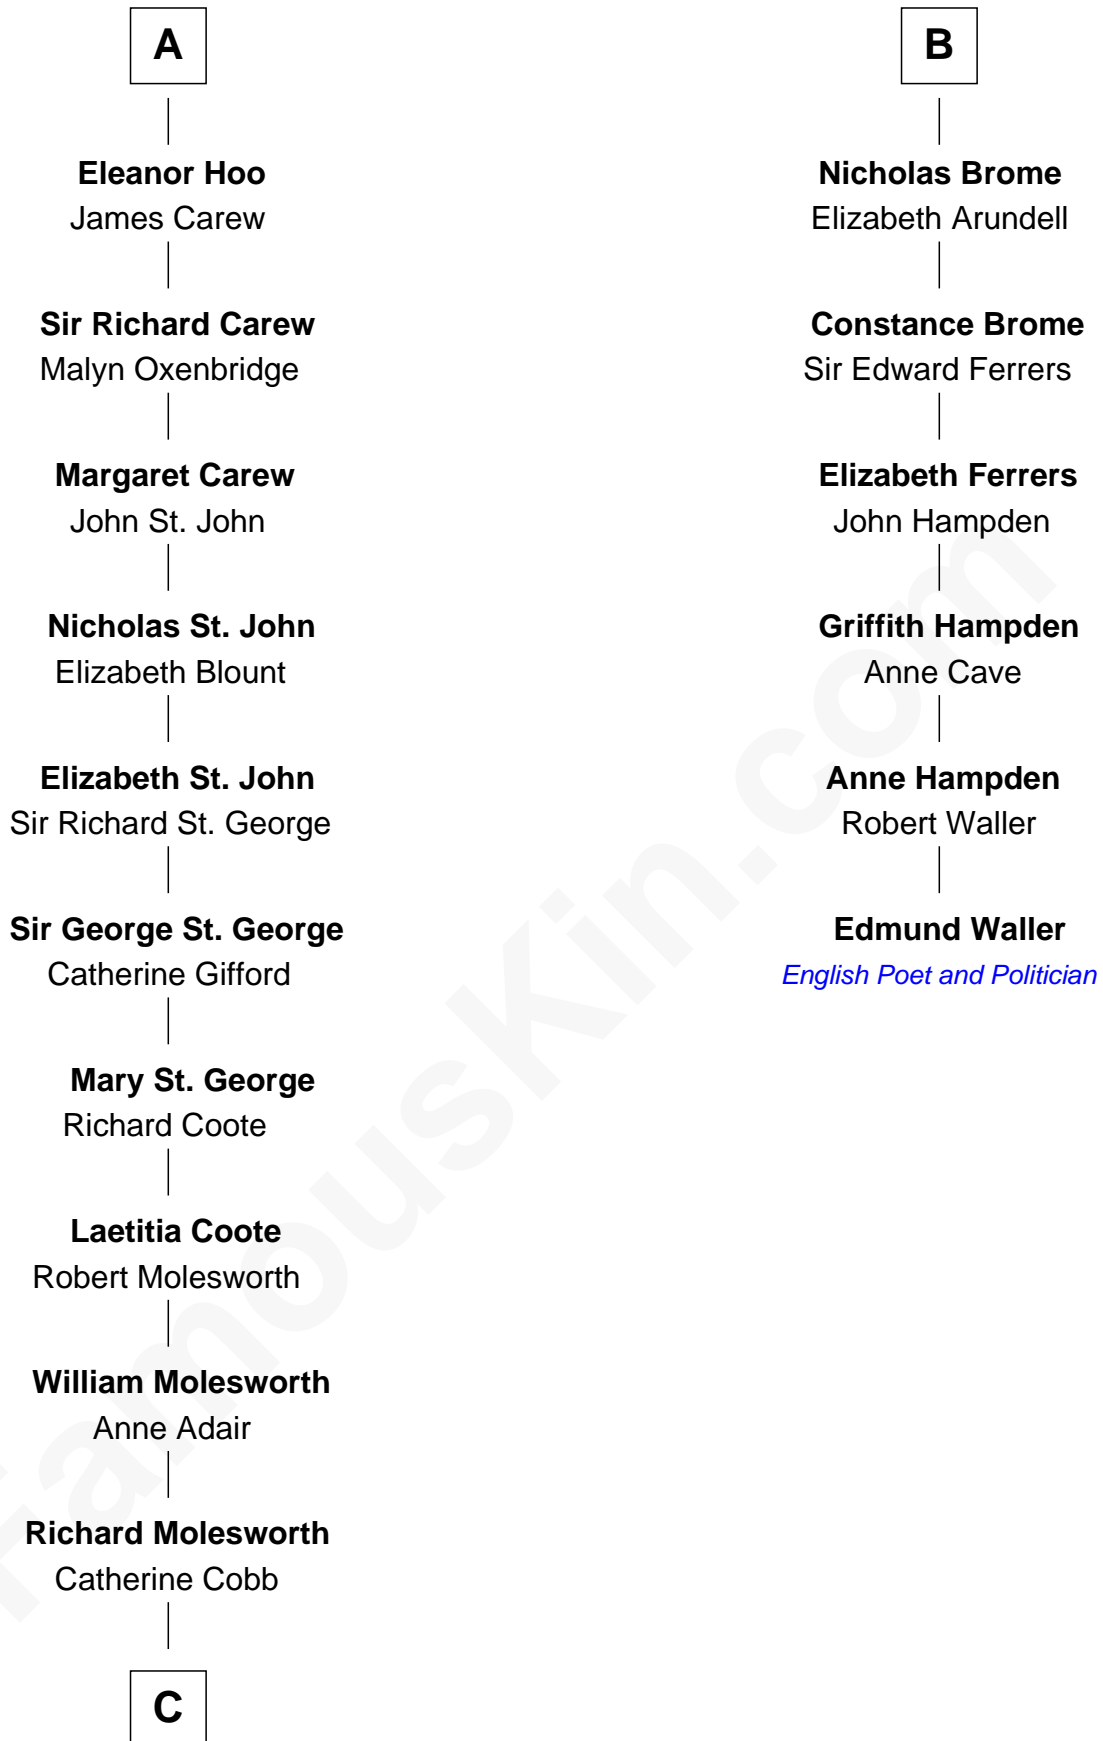 A
Eleanor Hoo
James Carew
Sir Richard Carew
Malyn Oxenbridge
Margaret Carew
John St. John
Nicholas St. John
Elizabeth Blount
Elizabeth St. John
Sir Richard St. George
Sir George St. George
Catherine Gifford
Mary St. George
Richard Coote
Laetitia Coote
Robert Molesworth
William Molesworth
Anne Adair
Richard Molesworth
Catherine Cobb
C
B
Nicholas Brome
Elizabeth Arundell
Constance Brome
Sir Edward Ferrers
Elizabeth Ferrers
John Hampden
Griffith Hampden
Anne Cave
Anne Hampden
Robert Waller
Edmund Waller
English Poet and Politician
FamousKin.com